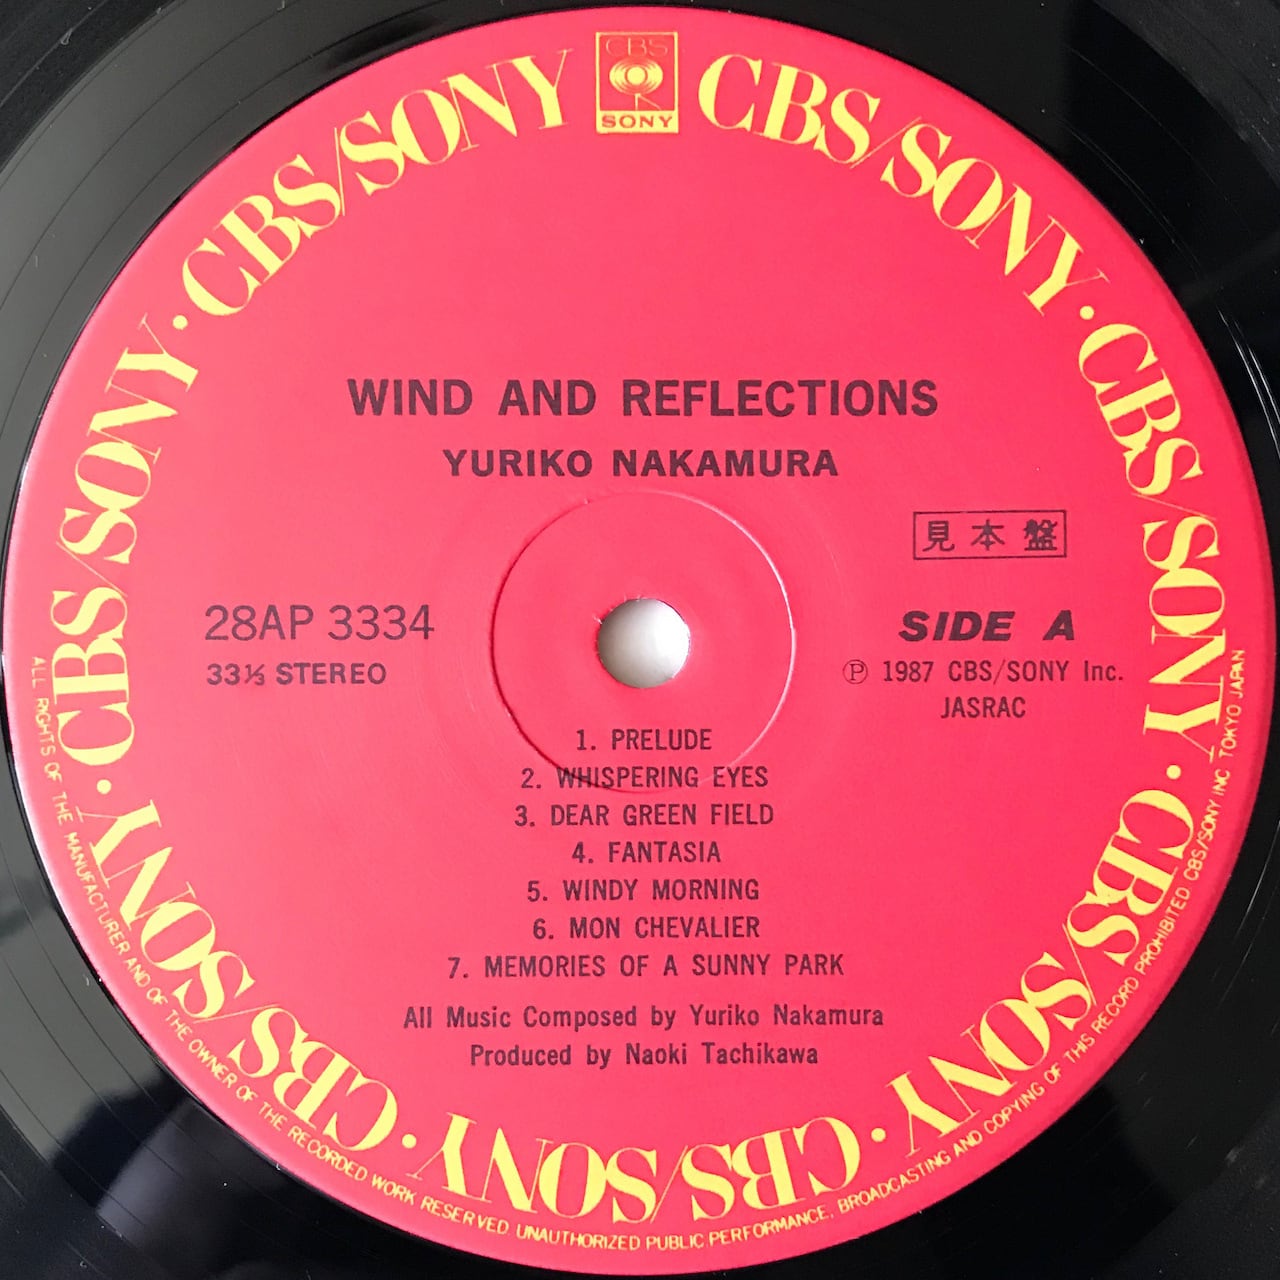 CBS
SONY
CBS/SONY · CBS/SONY · CBS/SONY · CBS/SONY · CBS/SONY · CBS/SONY · CBS/SONY
WIND AND REFLECTIONS
YURIKO NAKAMURA
見本盤
28AP 3334
33⅓ STEREO
SIDE A
Ⓟ 1987 CBS/SONY Inc.
JASRAC
1. PRELUDE
2. WHISPERING EYES
3. DEAR GREEN FIELD
4. FANTASIA
5. WINDY MORNING
6. MON CHEVALIER
7. MEMORIES OF A SUNNY PARK
All Music Composed by Yuriko Nakamura
Produced by Naoki Tachikawa
ALL RIGHTS OF THE MANUFACTURER AND OF THE OWNER OF THE RECORDED WORK RESERVED. UNAUTHORIZED PUBLIC PERFORMANCE, BROADCASTING AND COPYING OF THIS RECORD PROHIBITED. CBS/SONY INC. TOKYO JAPAN